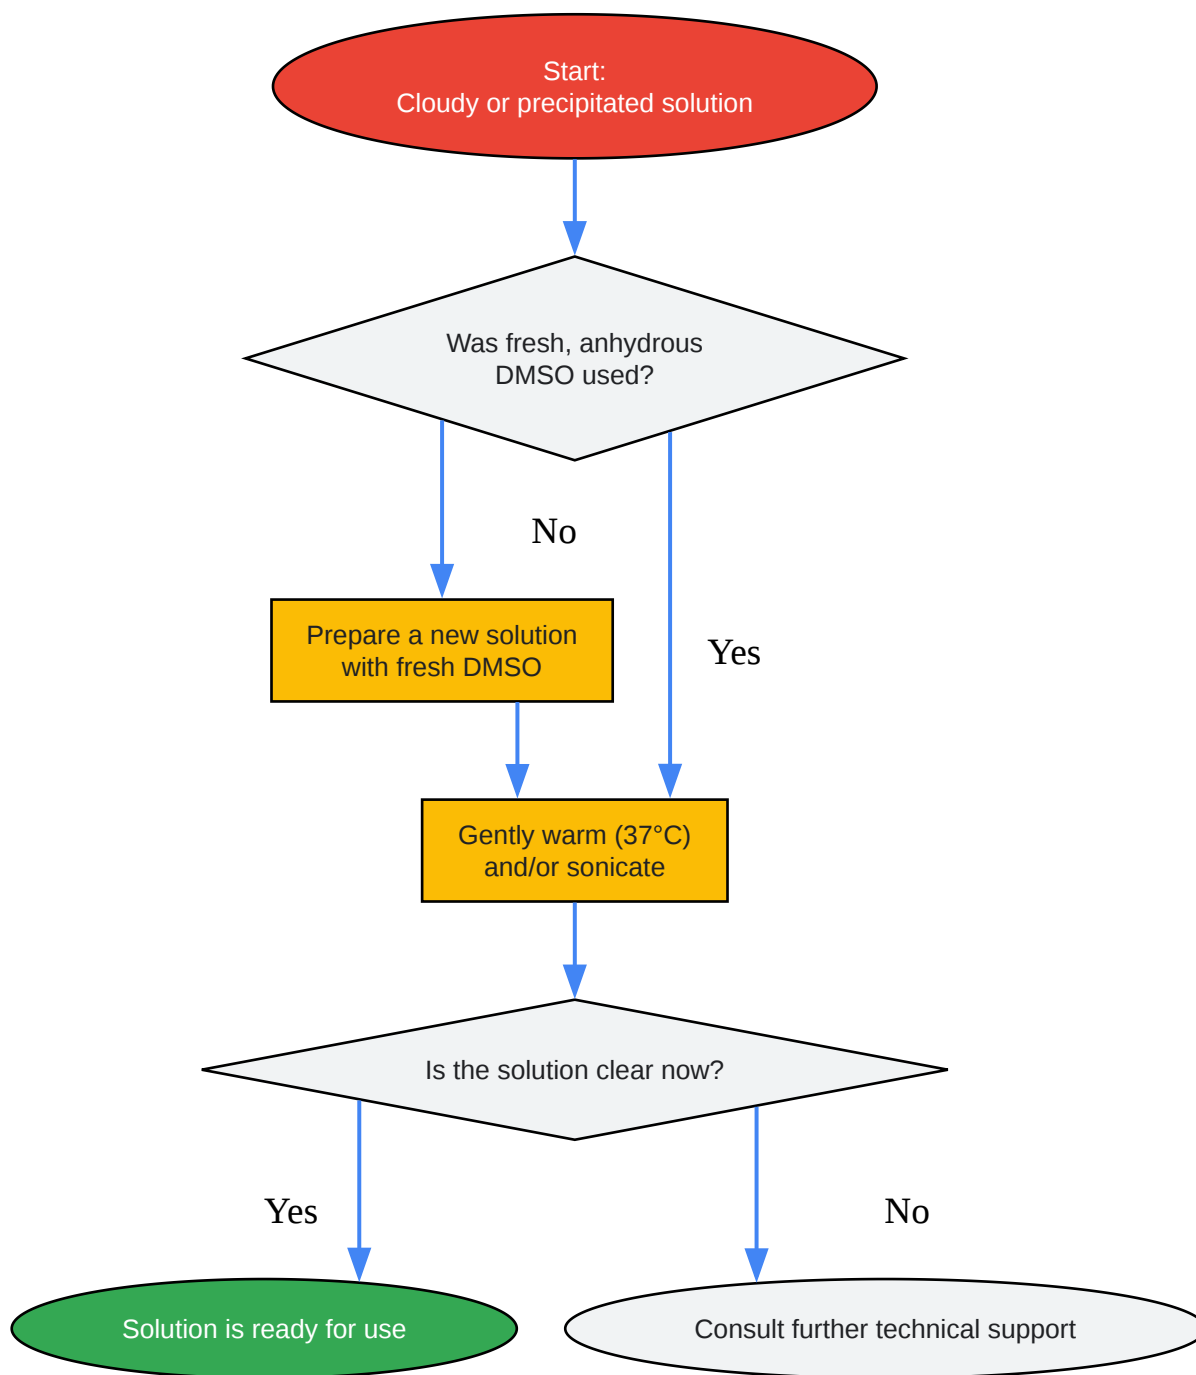 Start:
Cloudy or precipitated solution
Was fresh, anhydrous
DMSO used?
No
Prepare a new solution
with fresh DMSO
Yes
Gently warm (37°C)
and/or sonicate
Is the solution clear now?
Yes
No
Solution is ready for use
Consult further technical support